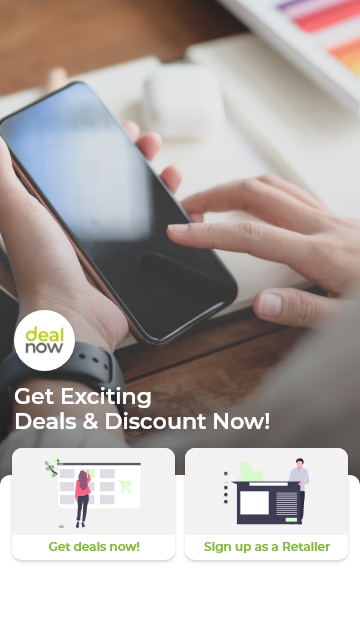 deal
now
Get Exciting
Deals & Discount Now!
Get deals now!
Sign up as a Retailer